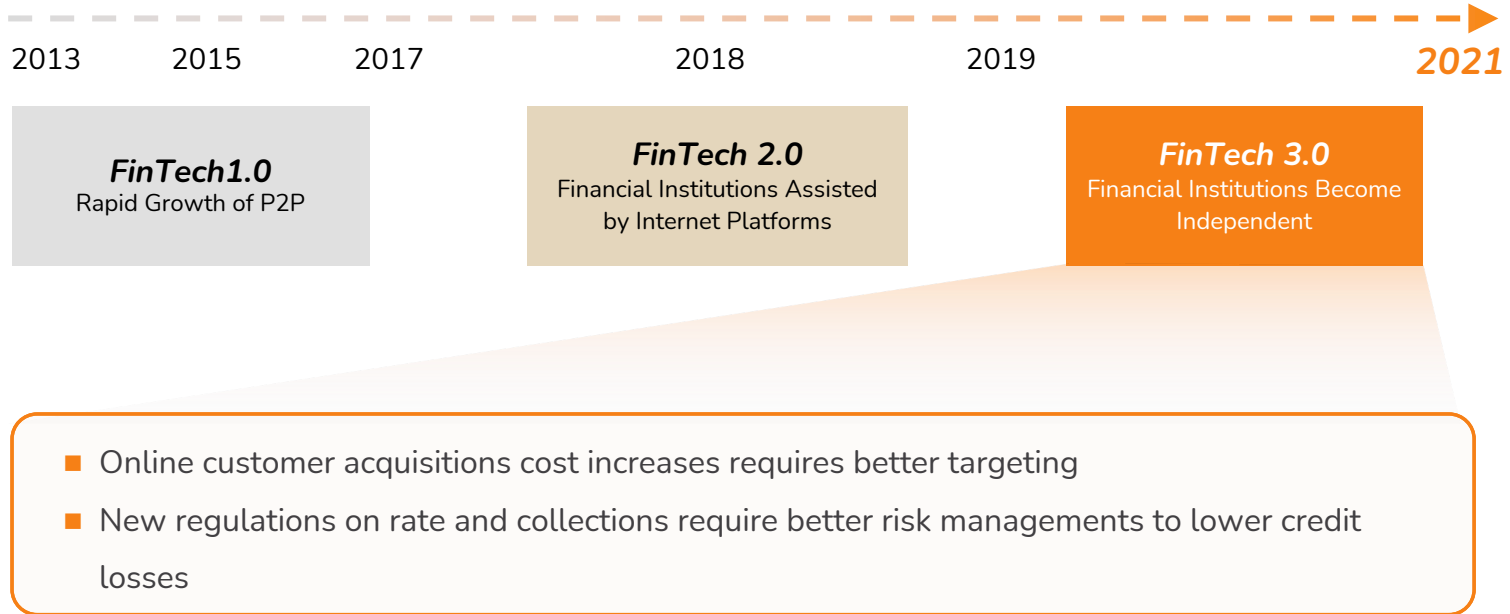 2013 2015 2017 2018 2019 2021
FinTech1.0
Rapid Growth of P2P
FinTech 2.0
Financial Institutions Assisted
by Internet Platforms
FinTech 3.0
Financial Institutions Become
Independent
Online customer acquisitions cost increases requires better targeting
New regulations on rate and collections require better risk managements to lower credit
losses